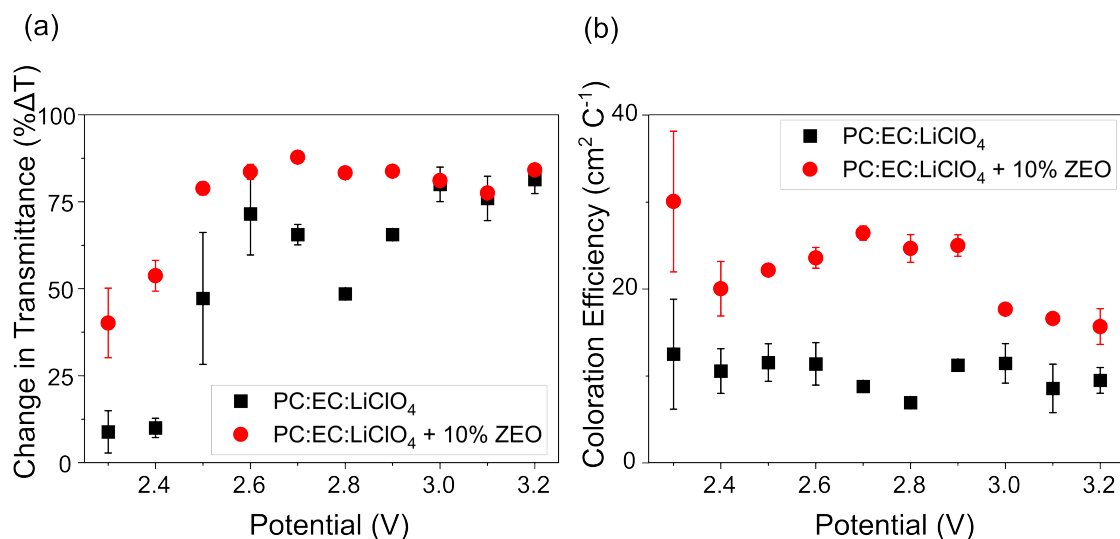 (a)
Change in Transmittance (%ΔT)
100
75
50
25
0
2.4 2.6 2.8 3.0 3.2
Potential (V)
PC:EC:LiClO₄
PC:EC:LiClO₄ + 10% ZEO
(b)
Coloration Efficiency (cm² C⁻¹)
40
20
0
2.4 2.6 2.8 3.0 3.2
Potential (V)
PC:EC:LiClO₄
PC:EC:LiClO₄ + 10% ZEO